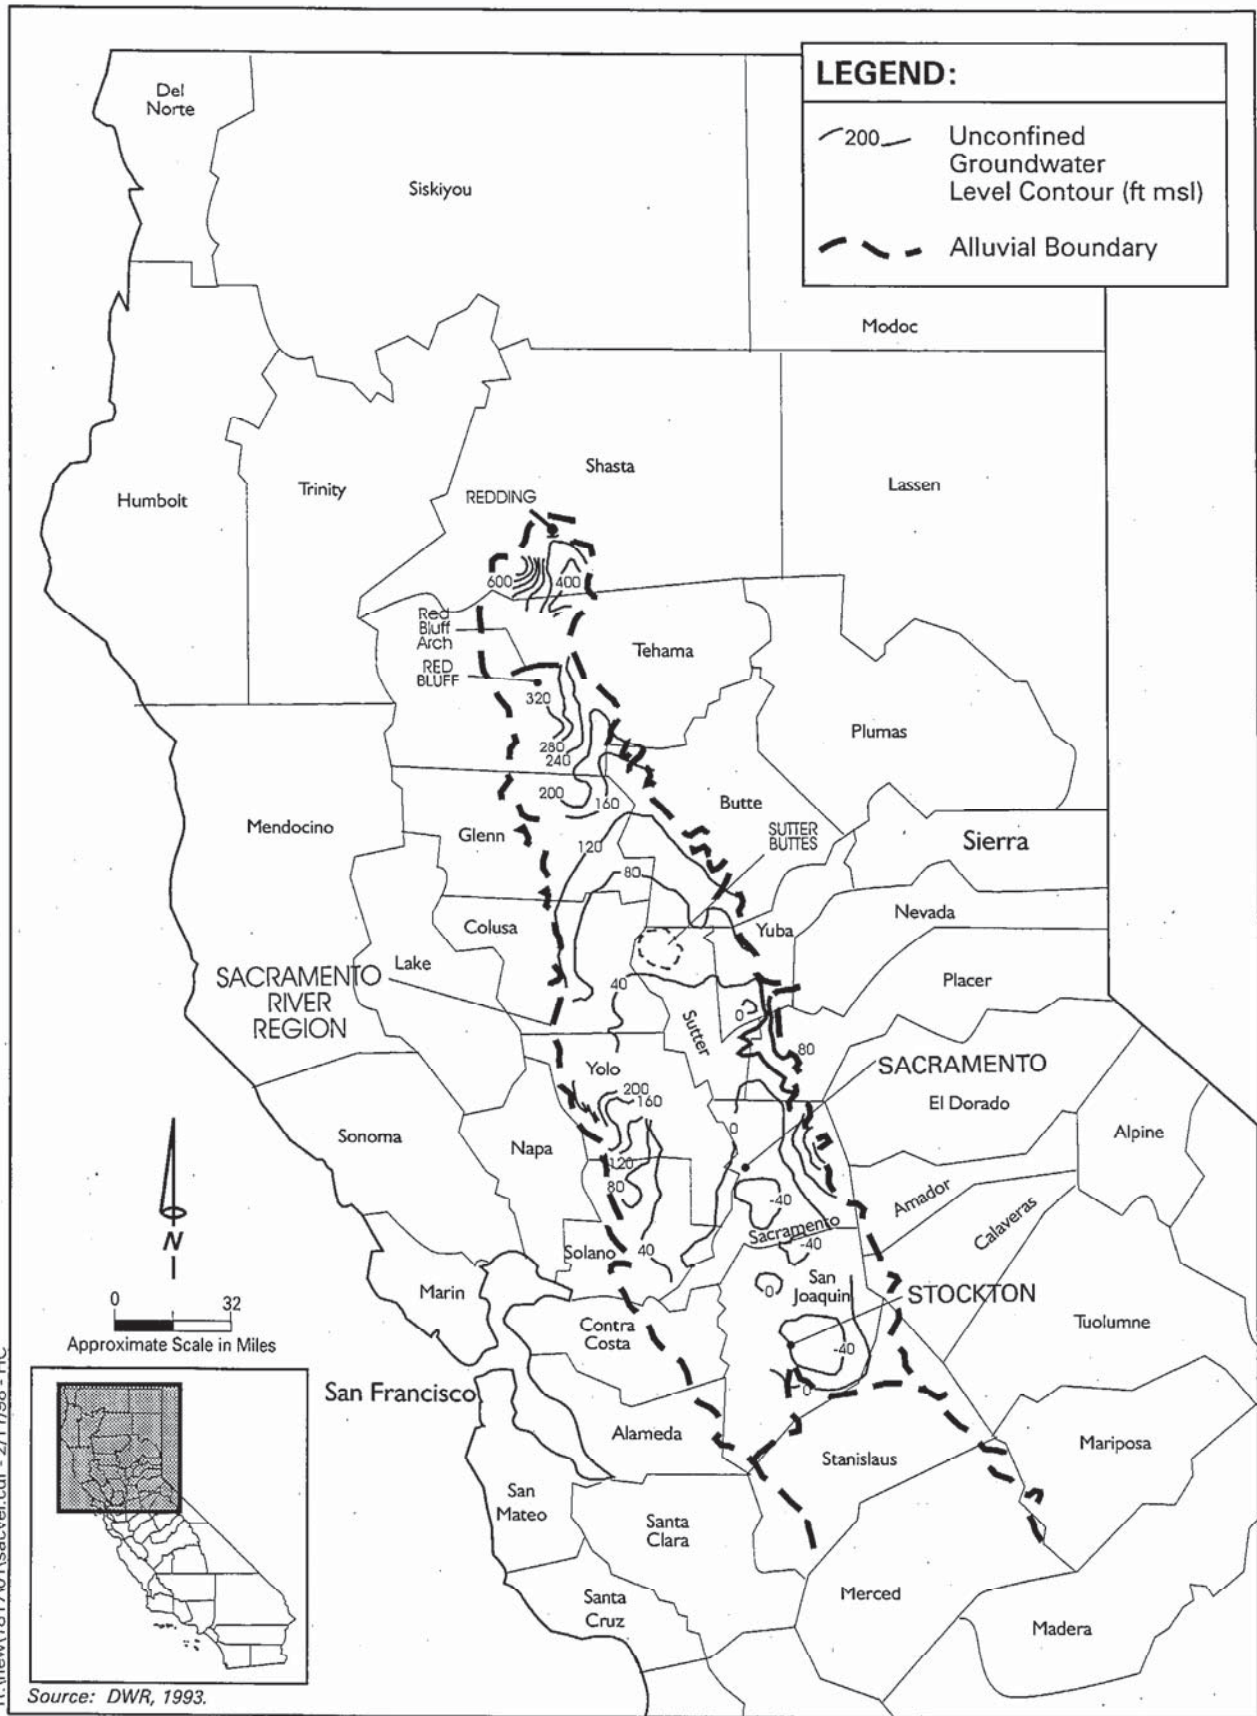 LEGEND:
200
Unconfined
Groundwater
Level Contour (ft msl)
Alluvial Boundary
Del
Norte
Siskiyou
Modoc
Shasta
REDDING
Humbolt
Trinity
Lassen
600
400
Red
Bluff
Arch
Tehama
RED
BLUFF
320
Plumas
280
240
200
160
Butte
Mendocino
Glenn
SUTTER
BUTTES
Sierra
120
80
Nevada
Colusa
Yuba
Lake
SACRAMENTO
RIVER
REGION
Placer
40
0
Sutter
80
Yolo
SACRAMENTO
200
160
El Dorado
0
Alpine
Sonoma
Napa
120
80
-40
Amador
Calaveras
Sacramento
-40
Solano
40
San
Joaquin
0
STOCKTON
Marin
N
0
32
Approximate Scale in Miles
Contra
Costa
Tuolumne
-40
0
San Francisco
Alameda
Stanislaus
Mariposa
San
Mateo
Santa
Clara
Merced
Santa
Cruz
Madera
Source: DWR, 1993.